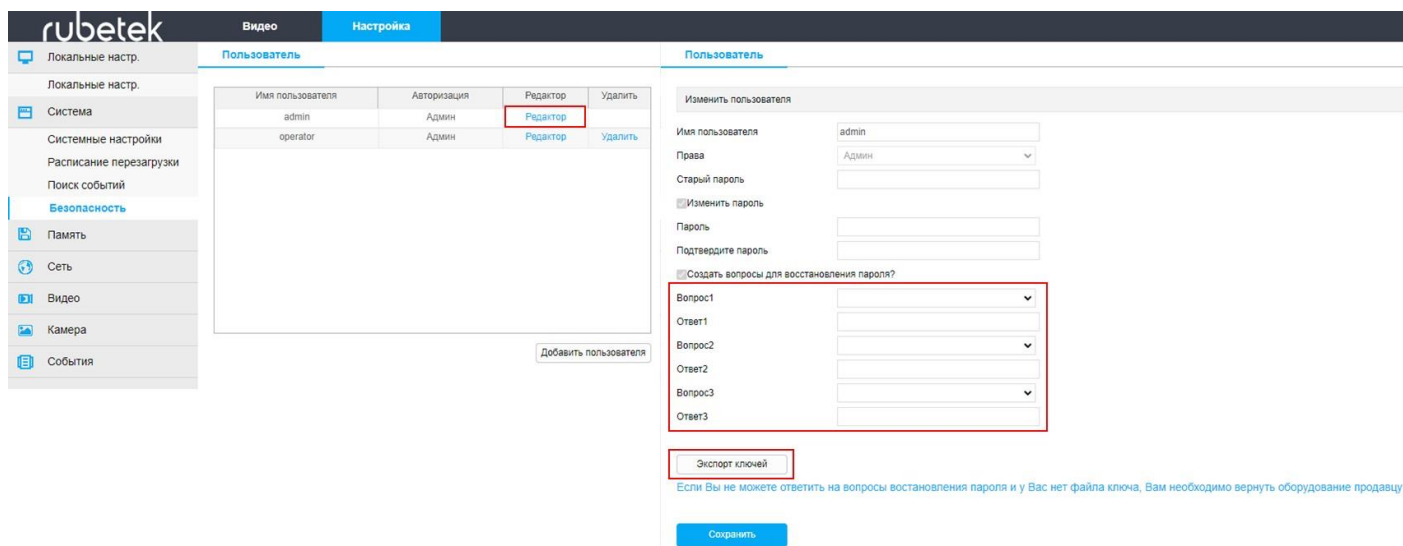 rubetek
Видео
Настройка
Локальные настр.
Локальные настр.
Система
Системные настройки
Расписание перезагрузки
Поиск событий
Безопасность
Память
Сеть
Видео
Камера
События
Пользователь
Имя пользователя Авторизация Редактор Удалить
admin Админ Редактор
operator Админ Редактор Удалить
Добавить пользователя
Пользователь
Изменить пользователя
Имя пользователя admin
Права Админ
Старый пароль
Изменить пароль
Пароль
Подтвердите пароль
Создать вопросы для восстановления пароля?
Вопрос1
Ответ1
Вопрос2
Ответ2
Вопрос3
Ответ3
Экспорт ключей
Если Вы не можете ответить на вопросы востановления пароля и у Вас нет файла ключа, Вам необходимо вернуть оборудование продавцу
Сохранить